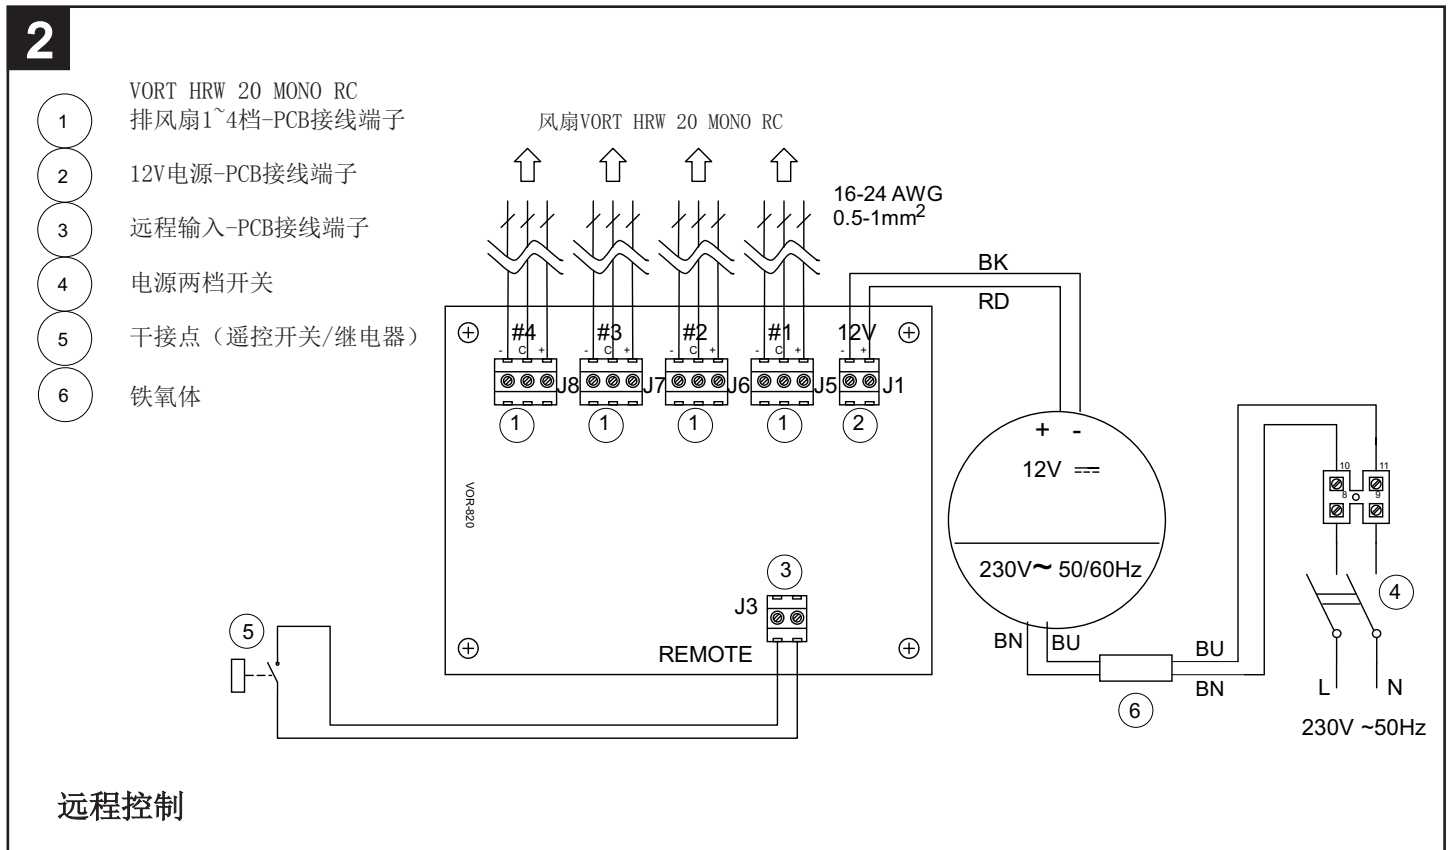 2
1 VORT HRW 20 MONO RC
排风扇1~4档-PCB接线端子
2 12V电源-PCB接线端子
3 远程输入-PCB接线端子
4 电源两档开关
5 干接点（遥控开关/继电器）
6 铁氧体
风扇VORT HRW 20 MONO RC
16-24 AWG
0.5-1mm²
BK
RD
#4 #3 #2 #1 12V
- C + - C + - C + - C + - +
J8 J7 J6 J5 J1
1 1 1 1 2
+ -
12V
10 11
8 9
VOR-820
230V~ 50/60Hz
3
4
J3
5
REMOTE
BN BU
BU
BN
6
L N
230V ~50Hz
远程控制